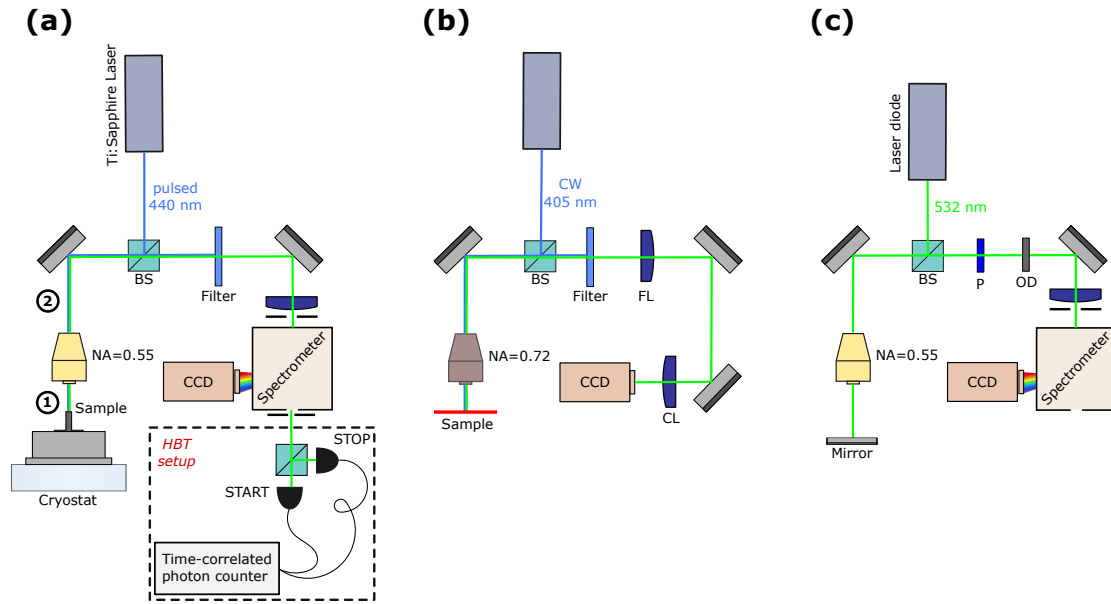 (a)
Ti:Sapphire Laser
pulsed
440 nm
BS
Filter
2
NA=0.55
1
Sample
Cryostat
CCD
Spectrometer
HBT
setup
STOP
START
Time-correlated
photon counter
(b)
CW
405 nm
BS
Filter
FL
NA=0.72
Sample
CCD
CL
(c)
Laser diode
532 nm
BS
P
OD
NA=0.55
Mirror
CCD
Spectrometer